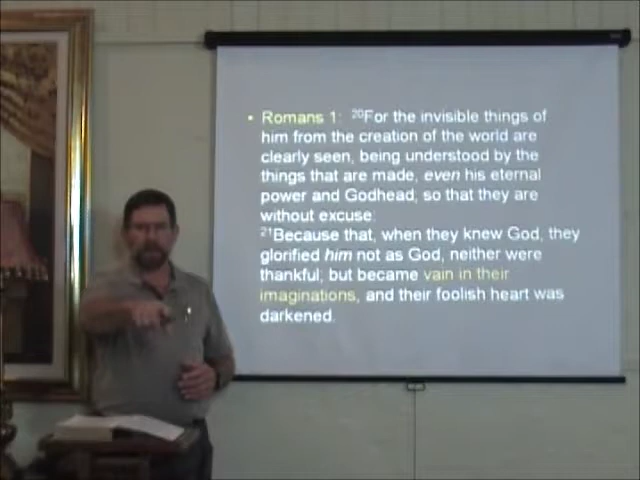 • Romans 1: 20For the invisible things of
him from the creation of the world are
clearly seen, being understood by the
things that are made, even his eternal
power and Godhead, so that they are
without excuse:
21Because that, when they knew God, they
glorified him not as God, neither were
thankful, but became vain in their
imaginations, and their foolish heart was
darkened.